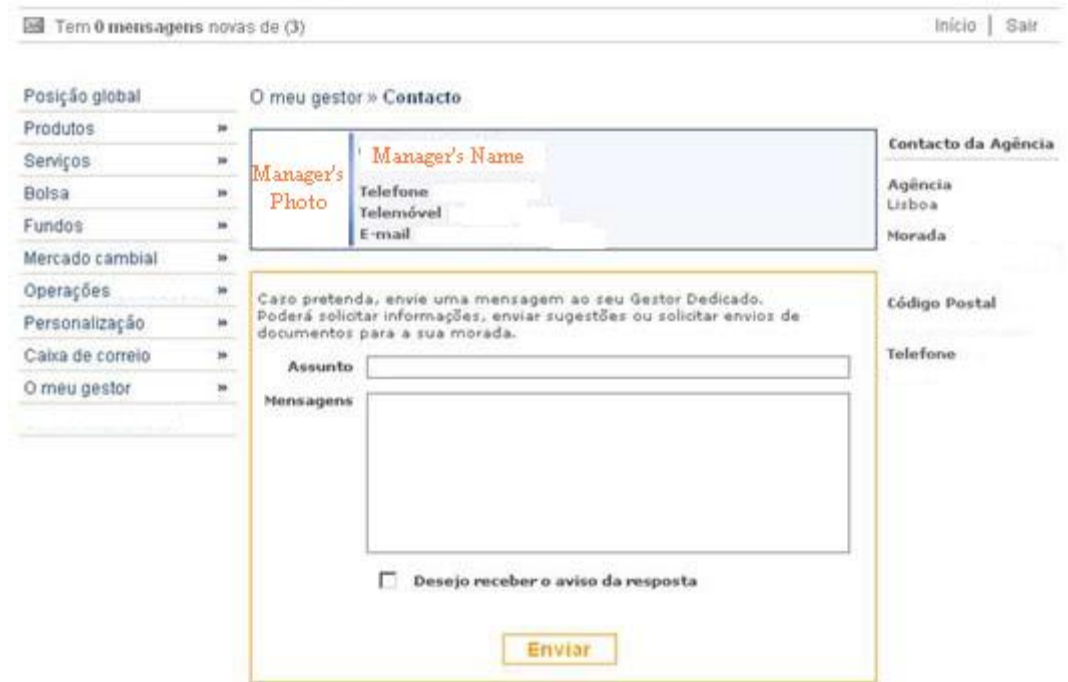 Tem 0 mensagens novas de (3)
Início | Sair
Posição global
Produtos »
Serviços »
Bolsa »
Fundos »
Mercado cambial »
Operações »
Personalização »
Caixa de correio »
O meu gestor »
O meu gestor » Contacto
Manager's
Photo
Manager's Name
Telefone
Telemóvel
E-mail
Caso pretenda, envie uma mensagem ao seu Gestor Dedicado.
Poderá solicitar informações, enviar sugestões ou solicitar envios de
documentos para a sua morada.
Assunto
Mensagens
Desejo receber o aviso da resposta
Enviar
Contacto da Agência
Agência
Lisboa
Morada
Código Postal
Telefone